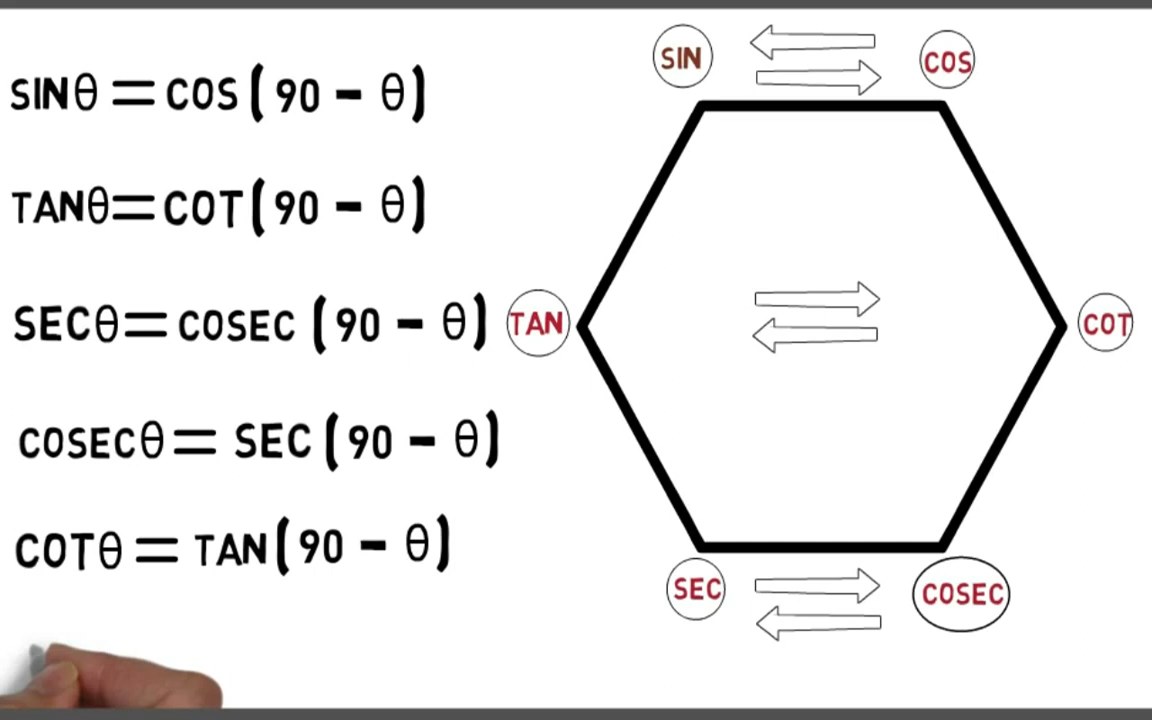 SINθ = COS(90 - θ)
TANθ = COT(90 - θ)
SECθ = COSEC (90 - θ)
COSECθ = SEC(90 - θ)
COTθ = TAN(90 - θ)
SIN
COS
TAN
COT
SEC
COSEC